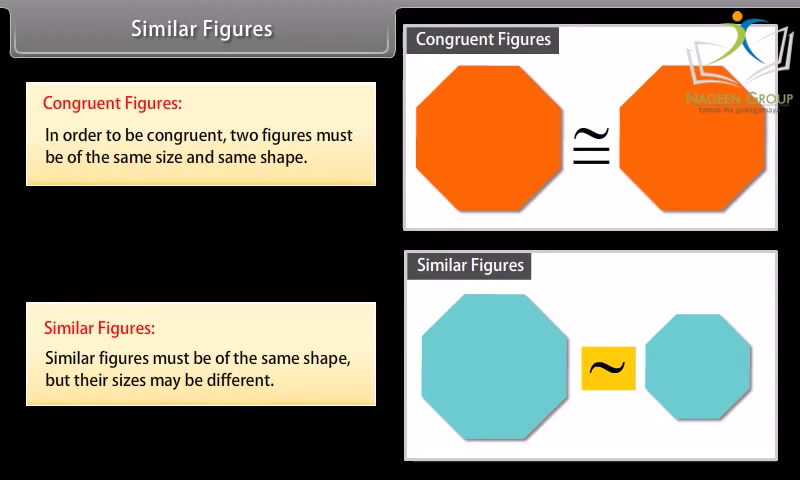 Similar Figures
Congruent Figures:
In order to be congruent, two figures must
be of the same size and same shape.
Congruent Figures
≅
NAGEEN GROUP
Similar Figures:
Similar figures must be of the same shape,
but their sizes may be different.
Similar Figures
~